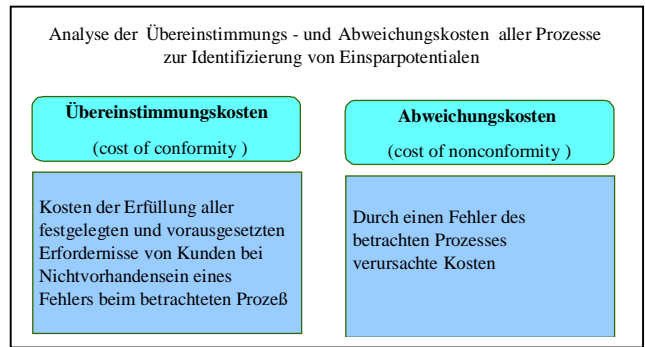 Analyse der Übereinstimmungs - und Abweichungskosten aller Prozesse
zur Identifizierung von Einsparpotentialen
Übereinstimmungskosten
(cost of conformity )
Abweichungskosten
(cost of nonconformity )
Kosten der Erfüllung aller
festgelegten und vorausgesetzten
Erfordernisse von Kunden bei
Nichtvorhandensein eines
Fehlers beim betrachteten Prozeß
Durch einen Fehler des
betrachten Prozesses
verursachte Kosten